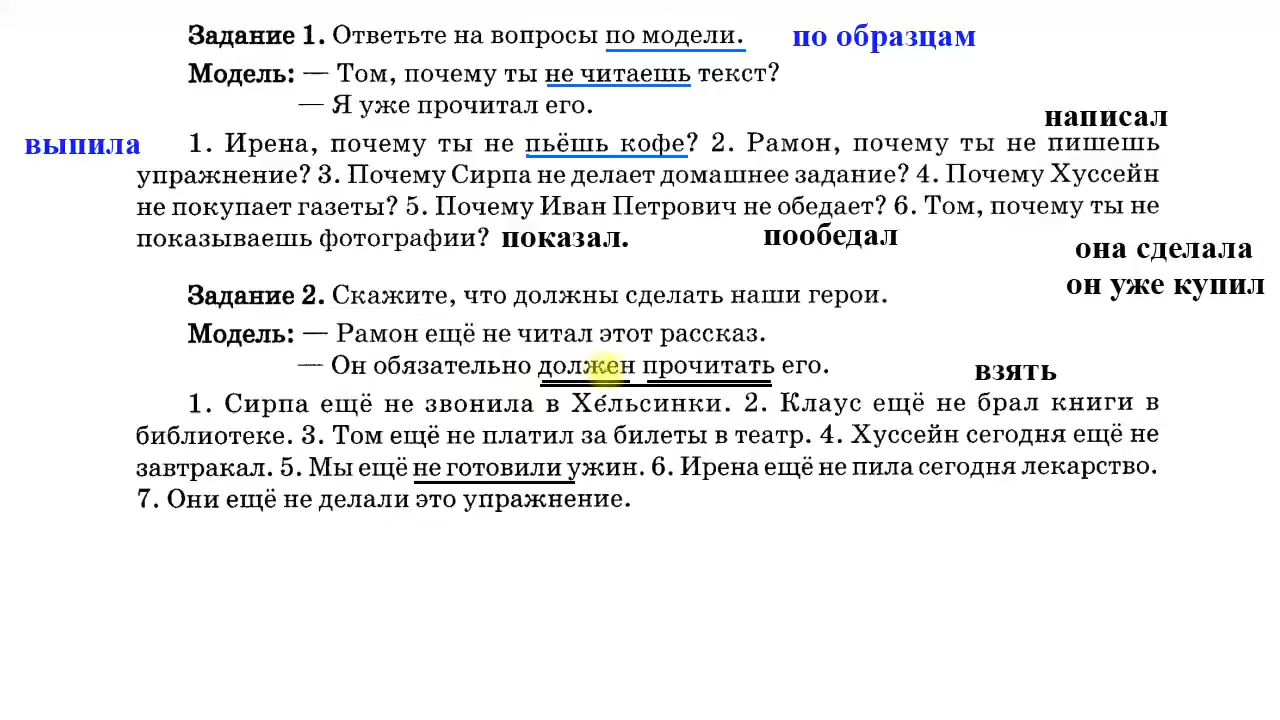 Задание 1. Ответьте на вопросы по модели. по образцам
Модель: — Том, почему ты не читаешь текст?
— Я уже прочитал его.
написал
выпила 1. Ирена, почему ты не пьёшь кофе? 2. Рамон, почему ты не пишешь
упражнение? 3. Почему Сирпа не делает домашнее задание? 4. Почему Хуссейн
не покупает газеты? 5. Почему Иван Петрович не обедает? 6. Том, почему ты не
показываешь фотографии? показал. пообедал
она сделала
он уже купил
Задание 2. Скажите, что должны сделать наши герои.
Модель: — Рамон ещё не читал этот рассказ.
— Он обязательно должен прочитать его.
взять
1. Сирпа ещё не звонила в Хе́льсинки. 2. Клаус ещё не брал книги в
библиотеке. 3. Том ещё не платил за билеты в театр. 4. Хуссейн сегодня ещё не
завтракал. 5. Мы ещё не готовили ужин. 6. Ирена ещё не пила сегодня лекарство.
7. Они ещё не делали это упражнение.